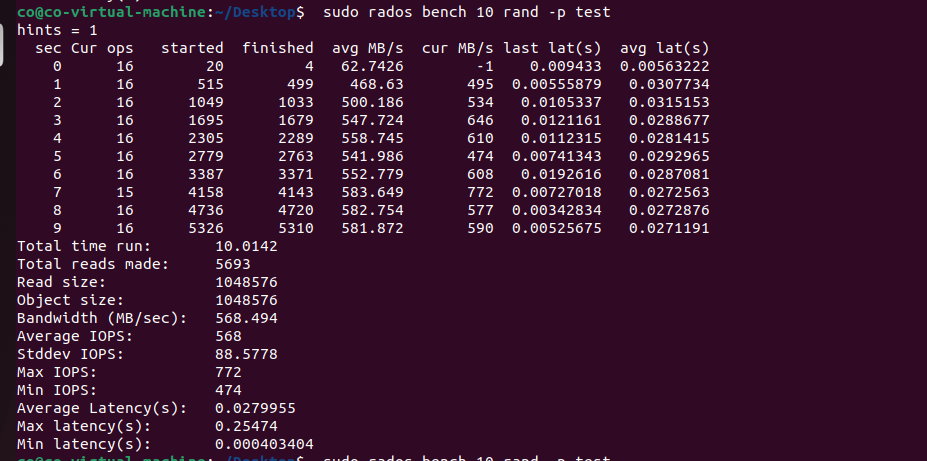 co@co-virtual-machine:~/Desktop$ sudo rados bench 10 rand -p test
hints = 1
sec Cur ops started finished avg MB/s cur MB/s last lat(s) avg lat(s)
0 16 20 4 62.7426 -1 0.009433 0.00563222
1 16 515 499 468.63 495 0.00555879 0.0307734
2 16 1049 1033 500.186 534 0.0105337 0.0315153
3 16 1695 1679 547.724 646 0.0121161 0.0288677
4 16 2305 2289 558.745 610 0.0112315 0.0281415
5 16 2779 2763 541.986 474 0.00741343 0.0292965
6 16 3387 3371 552.779 608 0.0192616 0.0287081
7 15 4158 4143 583.649 772 0.00727018 0.0272563
8 16 4736 4720 582.754 577 0.00342834 0.0272876
9 16 5326 5310 581.872 590 0.00525675 0.0271191
Total time run: 10.0142
Total reads made: 5693
Read size: 1048576
Object size: 1048576
Bandwidth (MB/sec): 568.494
Average IOPS: 568
Stddev IOPS: 88.5778
Max IOPS: 772
Min IOPS: 474
Average Latency(s): 0.0279955
Max latency(s): 0.25474
Min latency(s): 0.000403404
co@co-virtual-machine:~/Desktop$ sudo rados bench 10 rand -p test